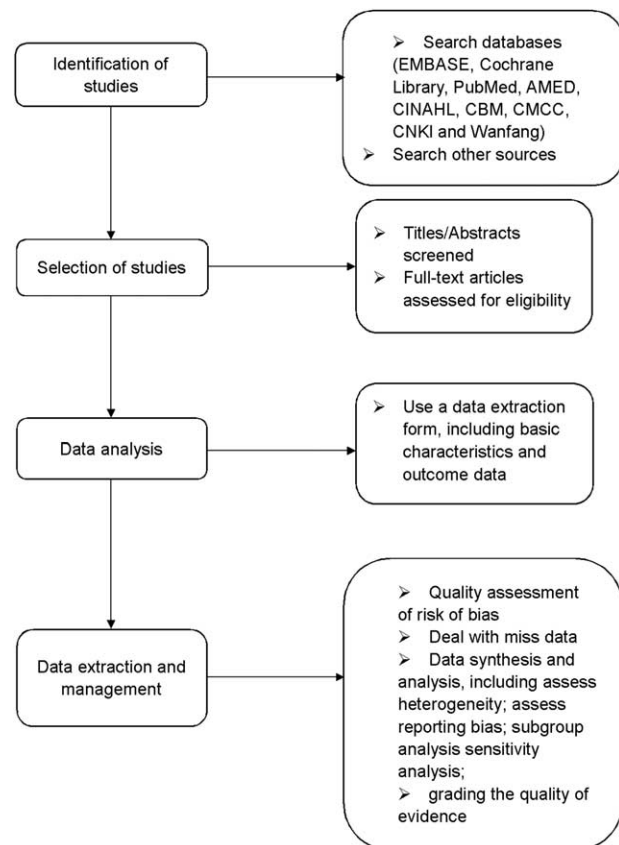 Identification of
studies
➢ Search databases
(EMBASE, Cochrane
Library, PubMed, AMED,
CINAHL, CBM, CMCC,
CNKI and Wanfang)
➢ Search other sources
Selection of studies
➢ Titles/Abstracts
screened
➢ Full-text articles
assessed for eligibility
Data analysis
➢ Use a data extraction
form, including basic
characteristics and
outcome data
Data extraction and
management
➢ Quality assessment
of risk of bias
➢ Deal with miss data
➢ Data synthesis and
analysis, including assess
heterogeneity; assess
reporting bias; subgroup
analysis sensitivity
analysis;
➢ grading the quality of
evidence